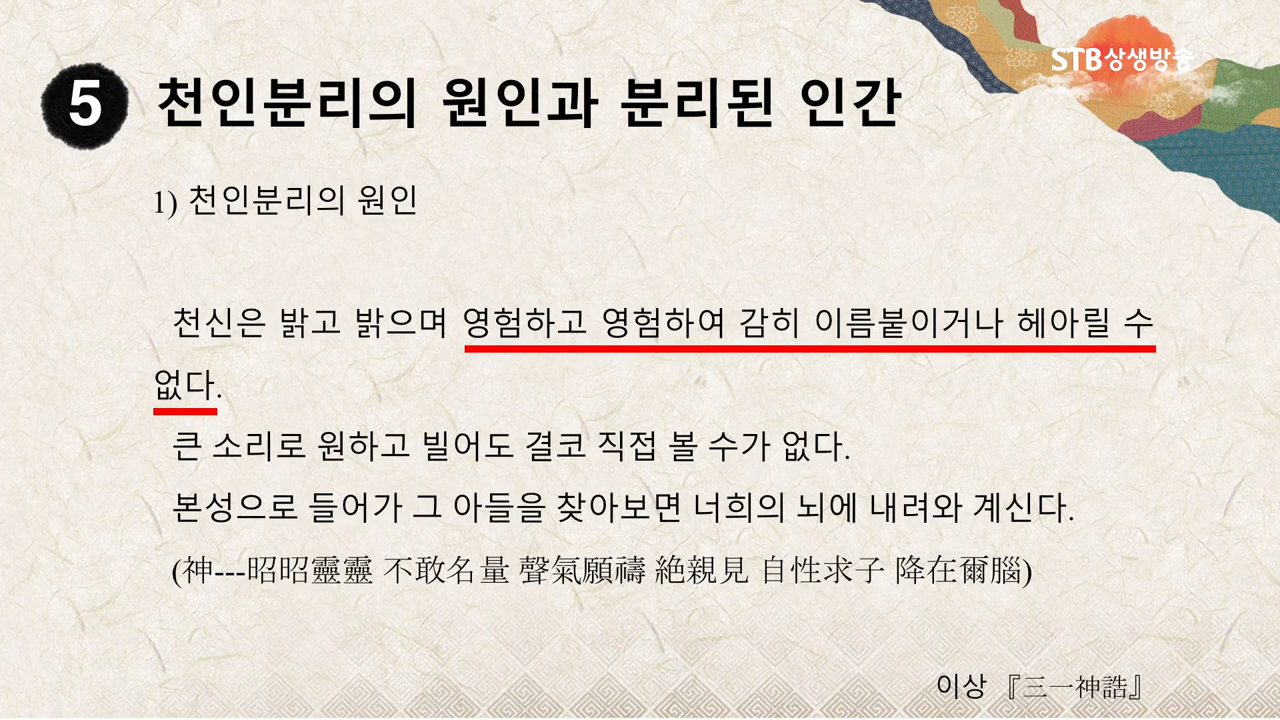 STB상생방송
5 천인분리의 원인과 분리된 인간
1) 천인분리의 원인
천신은 밝고 밝으며 영험하고 영험하여 감히 이름붙이거나 헤아릴 수
없다.
큰 소리로 원하고 빌어도 결코 직접 볼 수가 없다.
본성으로 들어가 그 아들을 찾아보면 너희의 뇌에 내려와 계신다.
(神---昭昭靈靈 不敢名量 聲氣願禱 絶親見 自性求子 降在爾腦)
이상 『三一神誥』